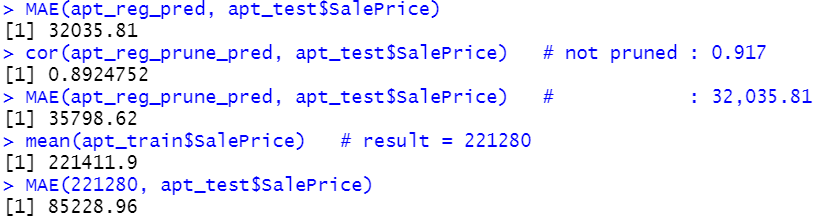 > MAE(apt_reg_pred, apt_test$SalePrice)
[1] 32035.81
> cor(apt_reg_prune_pred, apt_test$SalePrice)   # not pruned : 0.917
[1] 0.8924752
> MAE(apt_reg_prune_pred, apt_test$SalePrice)   #            : 32,035.81
[1] 35798.62
> mean(apt_train$SalePrice)   # result = 221280
[1] 221411.9
> MAE(221280, apt_test$SalePrice)
[1] 85228.96